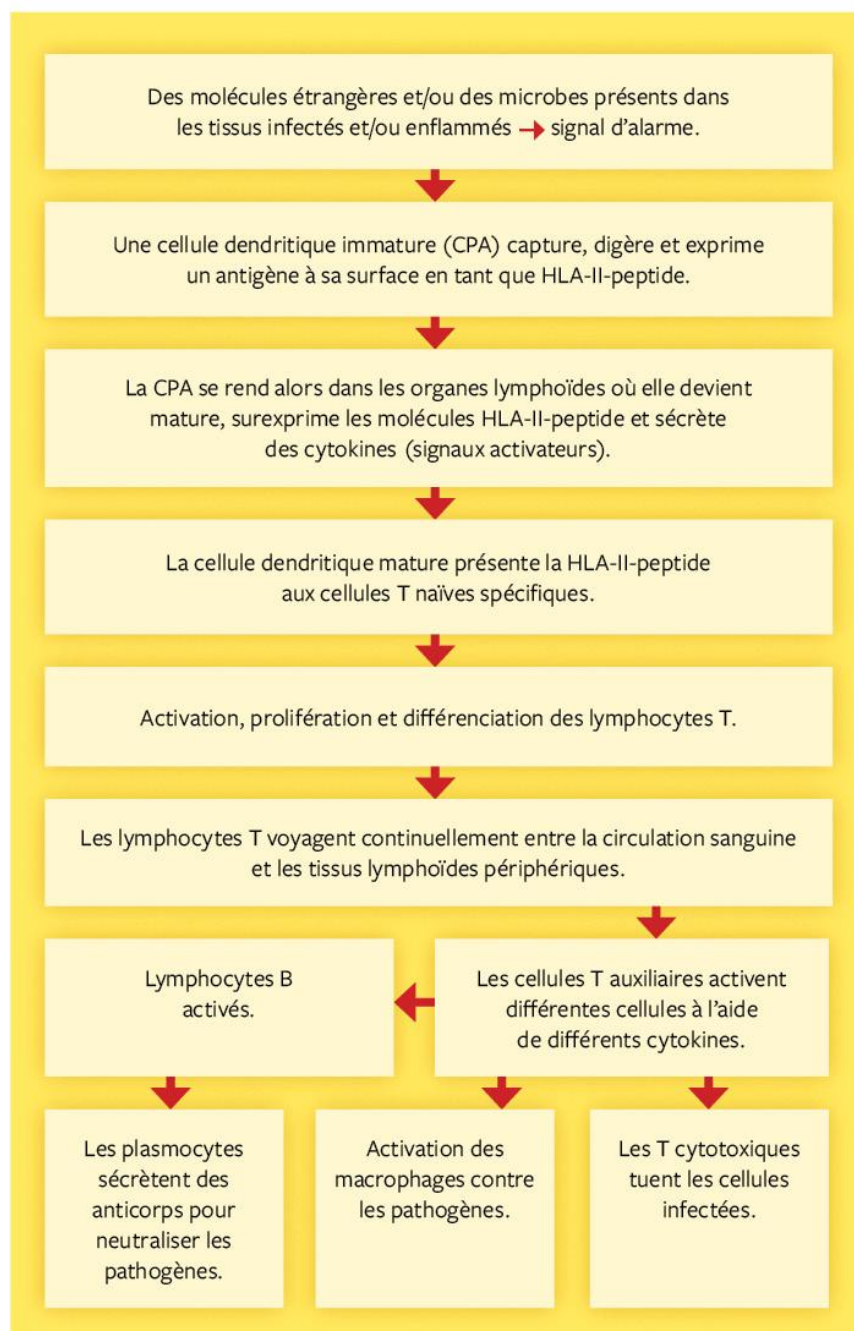 Des molécules étrangères et/ou des microbes présents dans
les tissus infectés et/ou enflammés → signal d'alarme.
Une cellule dendritique immature (CPA) capture, digère et exprime
un antigène à sa surface en tant que HLA-II-peptide.
La CPA se rend alors dans les organes lymphoïdes où elle devient
mature, surexprime les molécules HLA-II-peptide et sécrète
des cytokines (signaux activateurs).
La cellule dendritique mature présente la HLA-II-peptide
aux cellules T naïves spécifiques.
Activation, prolifération et différenciation des lymphocytes T.
Les lymphocytes T voyagent continuellement entre la circulation sanguine
et les tissus lymphoïdes périphériques.
Lymphocytes B
activés.
Les cellules T auxiliaires activent
différentes cellules à l'aide
de différents cytokines.
Les plasmocytes
sécrètent des
anticorps pour
neutraliser les
pathogènes.
Activation des
macrophages contre
les pathogènes.
Les T cytotoxiques
tuent les cellules
infectées.